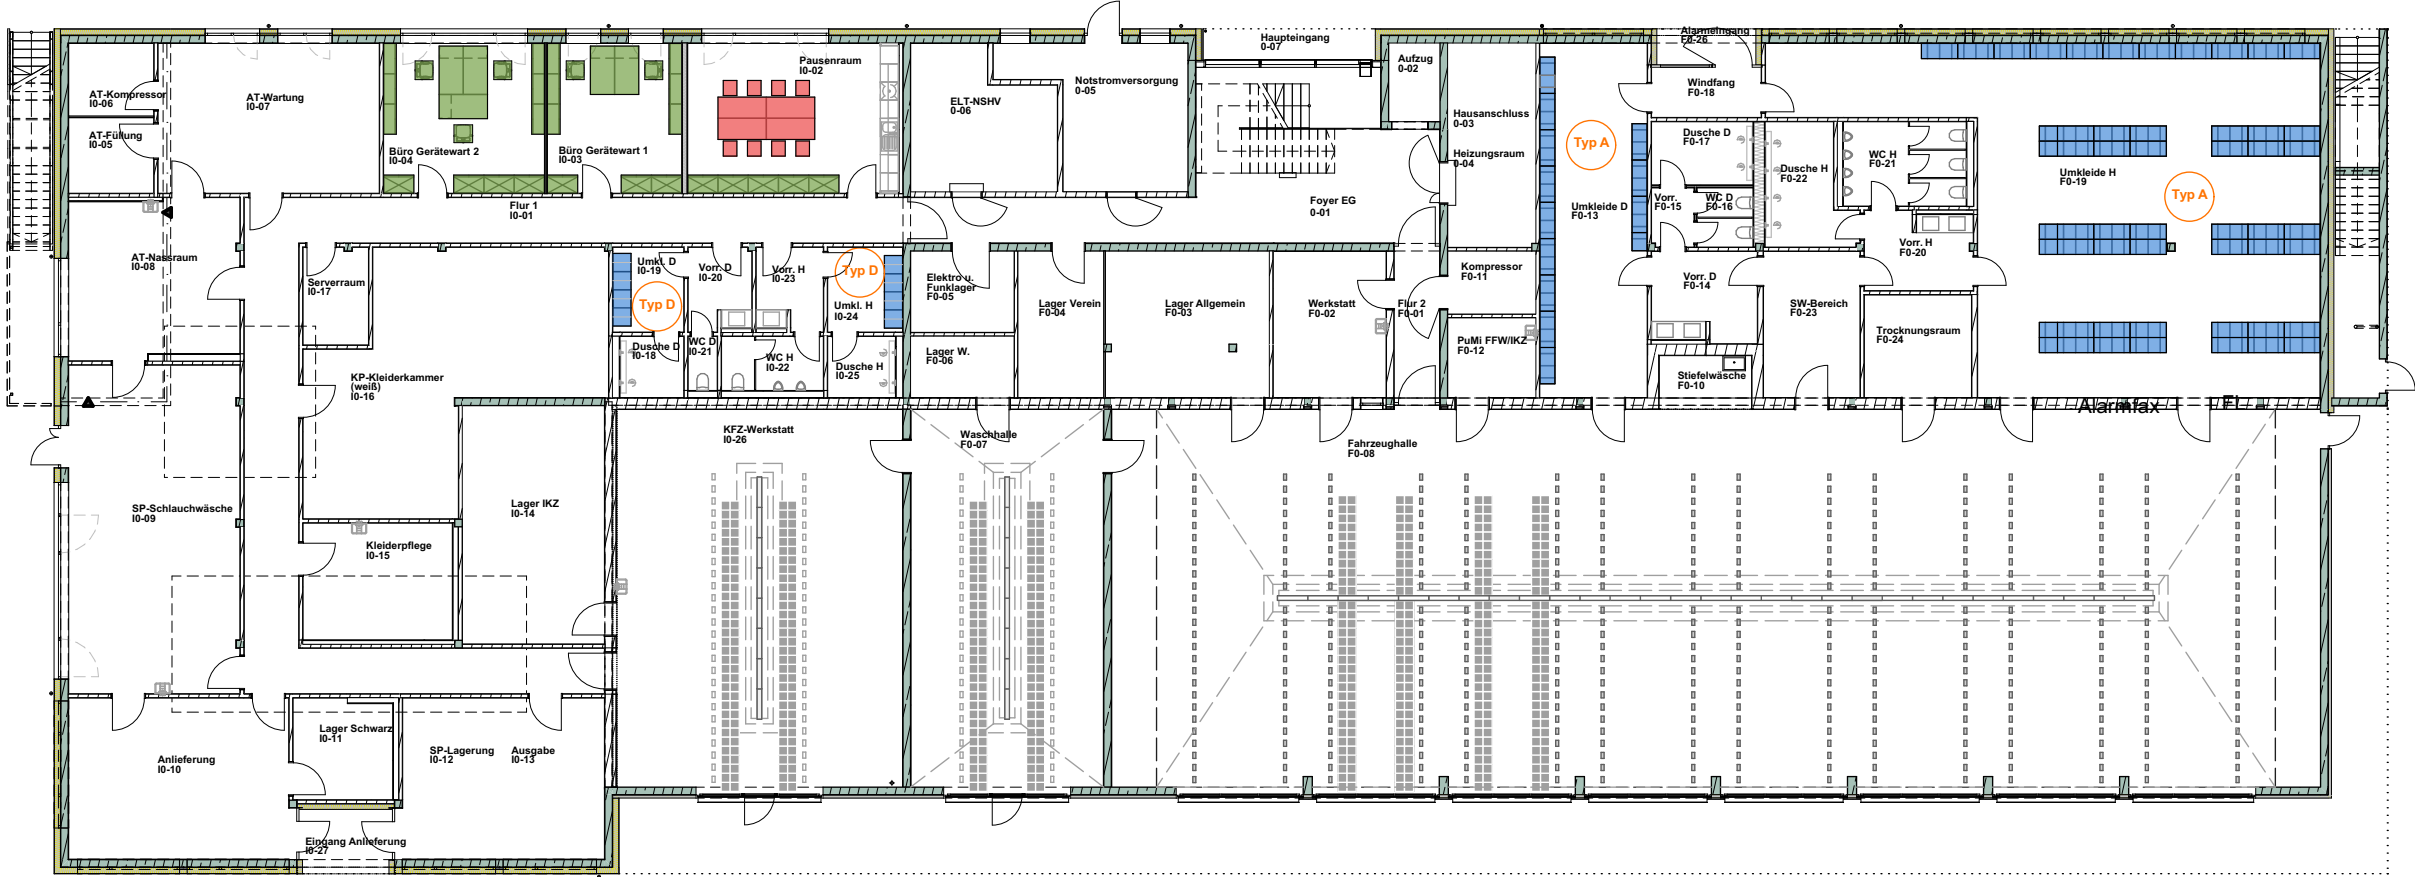 Haupteingang
0-07
Alarmeingang
F0-26
Pausenraum
I0-02
Aufzug
0-02
AT-Kompressor
I0-06
AT-Wartung
I0-07
ELT-NSHV
0-06
Notstromversorgung
0-05
Windfang
F0-18
Hausanschluss
0-03
AT-Füllung
I0-05
Büro Gerätewart 2
I0-04
Büro Gerätewart 1
I0-03
Heizungsraum
0-04
Typ A
Dusche D
F0-17
Dusche H
F0-22
WC H
F0-21
Umkleide H
F0-19
Typ A
Flur 1
I0-01
Foyer EG
0-01
Umkleide D
F0-13
Vorr.
F0-15
WC D
F0-16
AT-Nassraum
I0-08
Serverraum
I0-17
Umkl. D
I0-19
Typ D
Vorr. D
I0-20
Vorr. H
I0-23
Typ D
Umkl. H
I0-24
Elektro u.
Funklager
F0-05
Lager Verein
F0-04
Lager Allgemein
F0-03
Werkstatt
F0-02
Flur 2
F0-01
Kompressor
F0-11
Vorr. D
F0-14
SW-Bereich
F0-23
Vorr. H
F0-20
Trocknungsraum
F0-24
Dusche D
I0-18
WC D
I0-21
WC H
I0-22
Dusche H
I0-25
Lager W.
F0-06
PuMi FFW/IKZ
F0-12
Stiefelwäsche
F0-10
KP-Kleiderkammer
(weiß)
I0-16
Alarmfax
KFZ-Werkstatt
I0-26
Waschhalle
F0-07
Fahrzeughalle
F0-08
SP-Schlauchwäsche
I0-09
Lager IKZ
I0-14
Kleiderpflege
I0-15
Lager Schwarz
I0-11
Anlieferung
I0-10
SP-Lagerung
I0-12
Ausgabe
I0-13
Eingang Anlieferung
I0-27